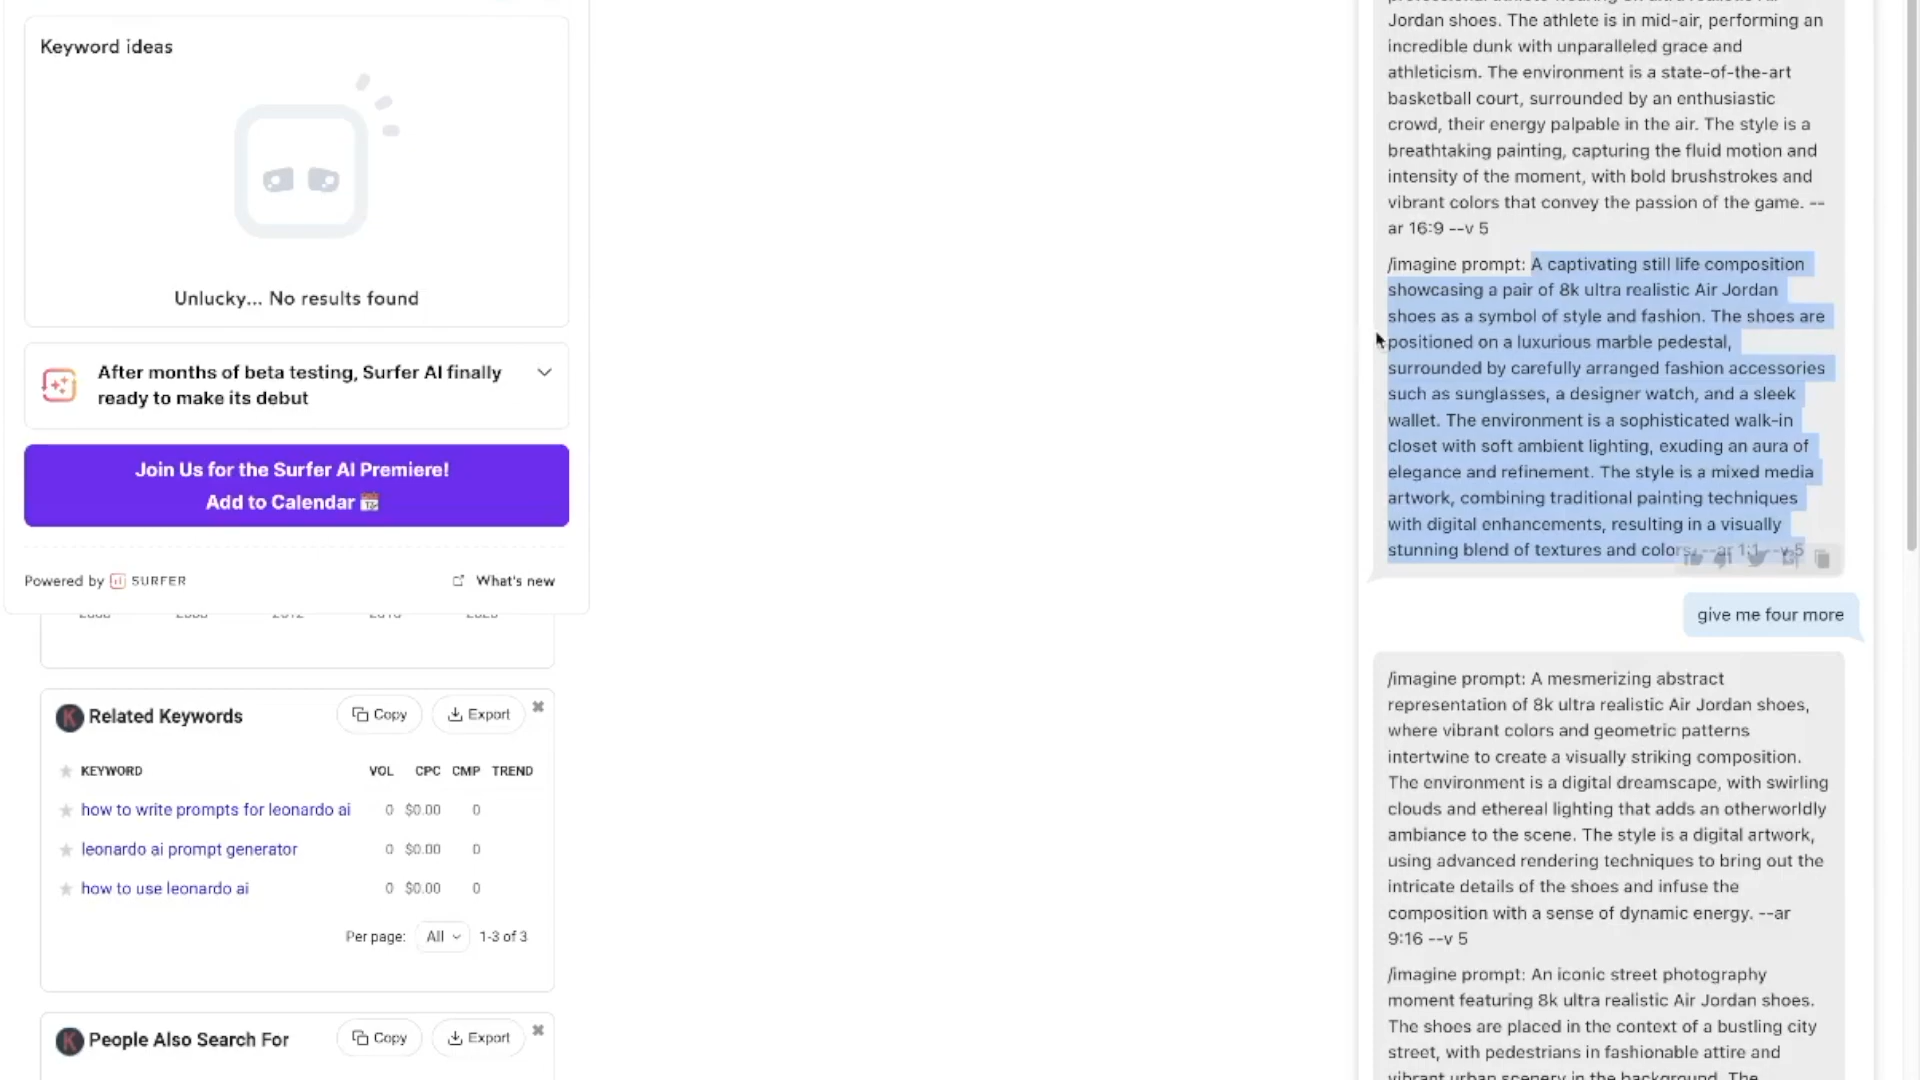 Keyword ideas
Unlucky... No results found
After months of beta testing, Surfer AI finally
ready to make its debut
Join Us for the Surfer AI Premiere!
Add to Calendar
Powered by SURFER
What's new
Related Keywords
Copy
Export
KEYWORD VOL CPC CMP TREND
how to write prompts for leonardo ai 0 $0.00 0
leonardo ai prompt generator 0 $0.00 0
how to use leonardo ai 0 $0.00 0
Per page: All 1-3 of 3
People Also Search For
Copy
Export
Jordan shoes. The athlete is in mid-air, performing an
incredible dunk with unparalleled grace and
athleticism. The environment is a state-of-the-art
basketball court, surrounded by an enthusiastic
crowd, their energy palpable in the air. The style is a
breathtaking painting, capturing the fluid motion and
intensity of the moment, with bold brushstrokes and
vibrant colors that convey the passion of the game. --
ar 16:9 --v 5
/imagine prompt: A captivating still life composition
showcasing a pair of 8k ultra realistic Air Jordan
shoes as a symbol of style and fashion. The shoes are
positioned on a luxurious marble pedestal,
surrounded by carefully arranged fashion accessories
such as sunglasses, a designer watch, and a sleek
wallet. The environment is a sophisticated walk-in
closet with soft ambient lighting, exuding an aura of
elegance and refinement. The style is a mixed media
artwork, combining traditional painting techniques
with digital enhancements, resulting in a visually
stunning blend of textures and colors. --ar 1:1 --v 5
give me four more
/imagine prompt: A mesmerizing abstract
representation of 8k ultra realistic Air Jordan shoes,
where vibrant colors and geometric patterns
intertwine to create a visually striking composition.
The environment is a digital dreamscape, with swirling
clouds and ethereal lighting that adds an otherworldly
ambiance to the scene. The style is a digital artwork,
using advanced rendering techniques to bring out the
intricate details of the shoes and infuse the
composition with a sense of dynamic energy. --ar
9:16 --v 5
/imagine prompt: An iconic street photography
moment featuring 8k ultra realistic Air Jordan shoes.
The shoes are placed in the context of a bustling city
street, with pedestrians in fashionable attire and
vibrant urban scenery in the background. The